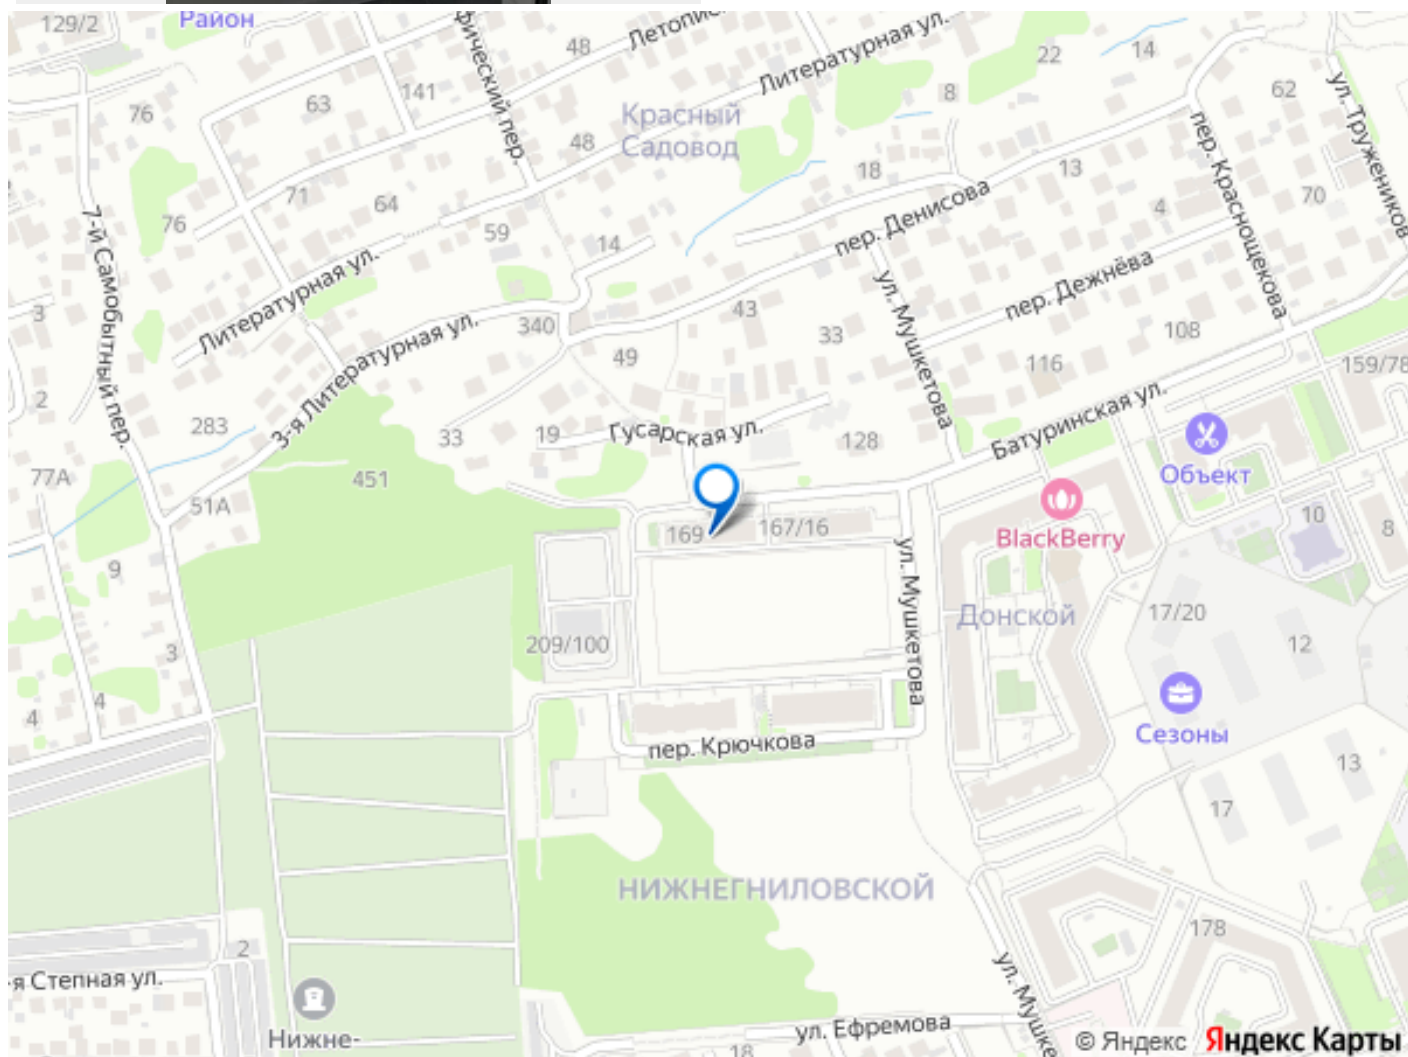 129/2
Район
48
Летопис
Литературная ул.
22
14
фический пер.
141
63
76
8
62
ул. Тружеников
Красный
Садовод
48
пер. Краснощекова
18
13
70
71
64
76
59
14
4
пер. Денисова
7-й Самобытный пер.
Литературная ул.
3
340
43
пер. Дежнёва
33
108
ул. Мушкетова
3-я Литературная ул.
49
116
159/78
2
283
33
19
Гусарская ул.
128
Батуринская ул.
77А
451
51А
Объект
169
167/16
BlackBerry
10
8
9
ул. Мушкетова
209/100
Донской
17/20
12
3
4
4
Сезоны
пер. Крючкова
13
17
НИЖНЕГНИЛОВСКОЙ
178
2
-я Степная ул.
ул. Мушке
Нижне-
ул. Ефремова
18
© Яндекс Яндекс Карты